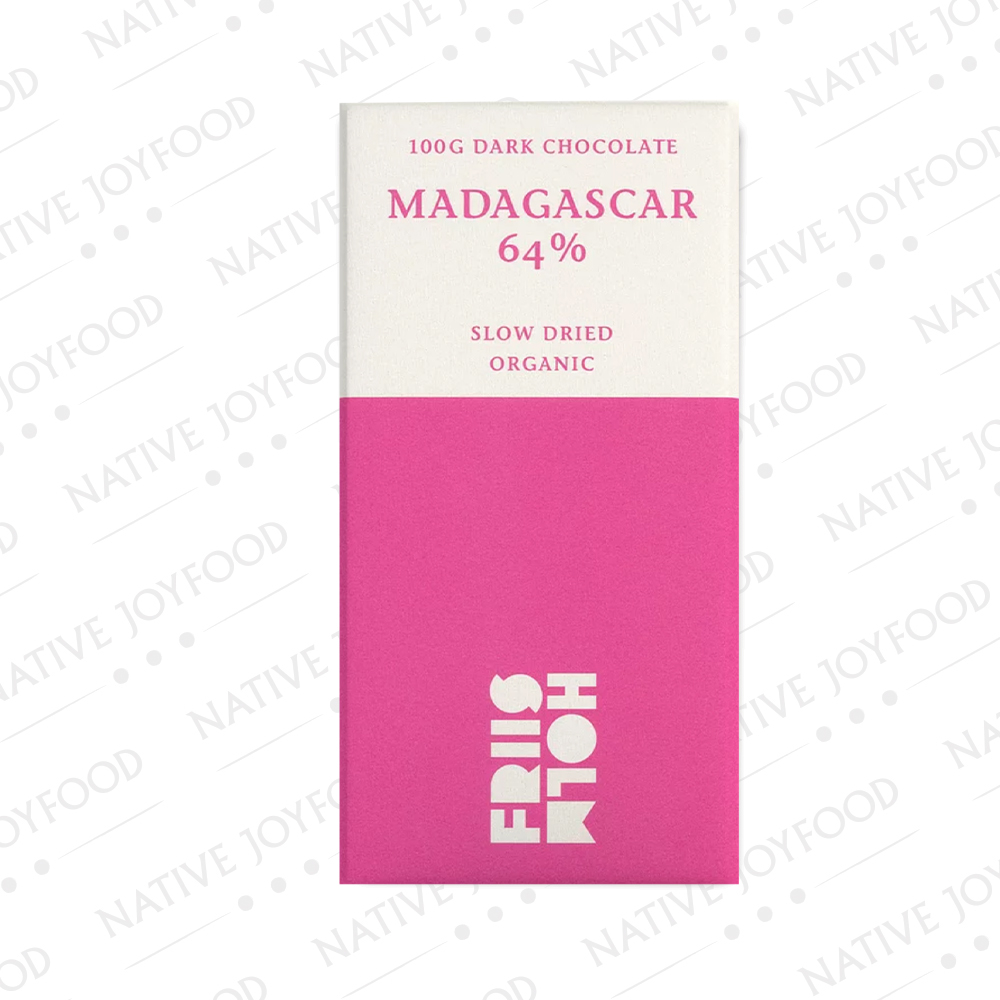 100G DARK CHOCOLATE
MADAGASCAR
64%
SLOW DRIED
ORGANIC
FRIIS
HOLM
NATIVE JOYFOOD